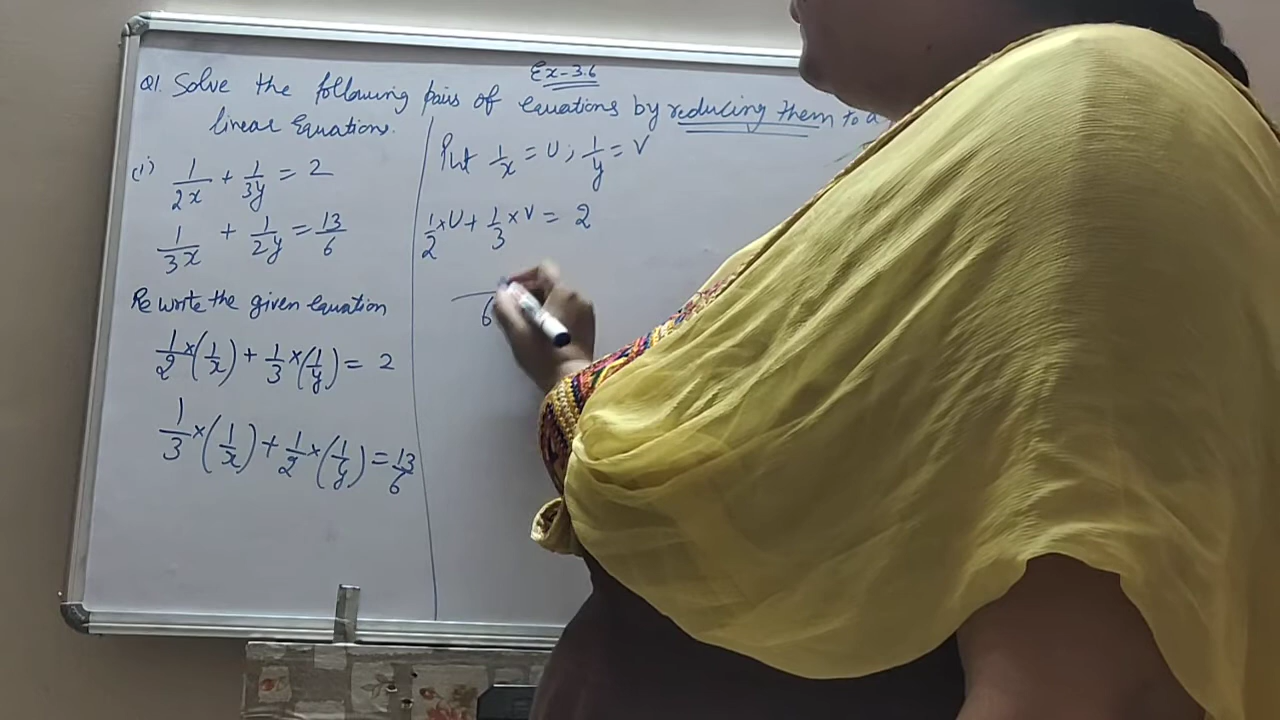 Ex-3.6
Q1. Solve the following pairs of equations by reducing them to a
linear Equations.
(i) 1/2x + 1/3y = 2
1/3x + 1/2y = 13/6
Re write the given equation
1/2 × (1/x) + 1/3 × (1/y) = 2
1/3 × (1/x) + 1/2 × (1/y) = 13/6
Put 1/x = U ; 1/y = V
1/2 × U + 1/3 × V = 2
6